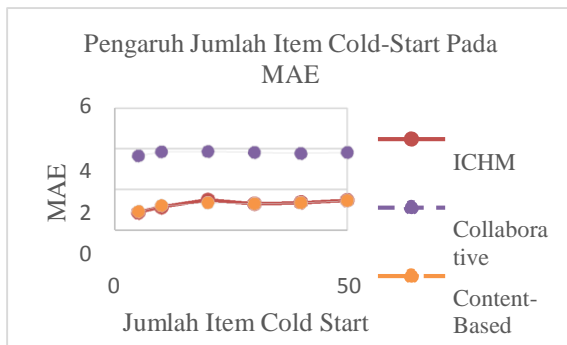 Pengaruh Jumlah Item Cold-Start Pada
MAE
6
4
2
0
MAE
0
50
Jumlah Item Cold Start
ICHM
Collabora
tive
Content-
Based